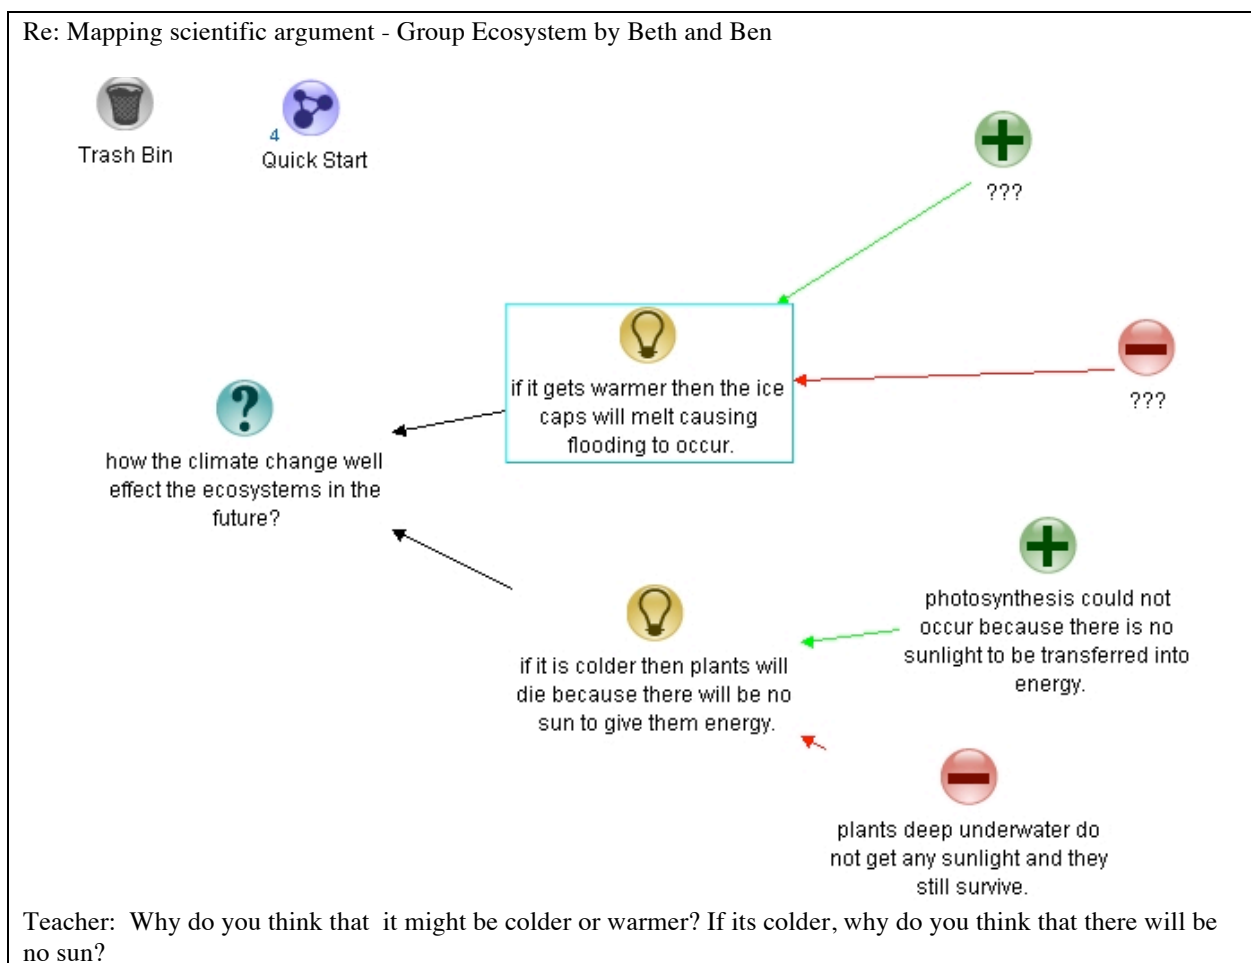 Re: Mapping scientific argument - Group Ecosystem by Beth and Ben
Trash Bin
4
Quick Start
???
if it gets warmer then the ice
caps will melt causing
flooding to occur.
???
?
how the climate change well
effect the ecosystems in the
future?
photosynthesis could not
occur because there is no
sunlight to be transferred into
energy.
if it is colder then plants will
die because there will be no
sun to give them energy.
plants deep underwater do
not get any sunlight and they
still survive.
Teacher:  Why do you think that  it might be colder or warmer? If its colder, why do you think that there will be
no sun?